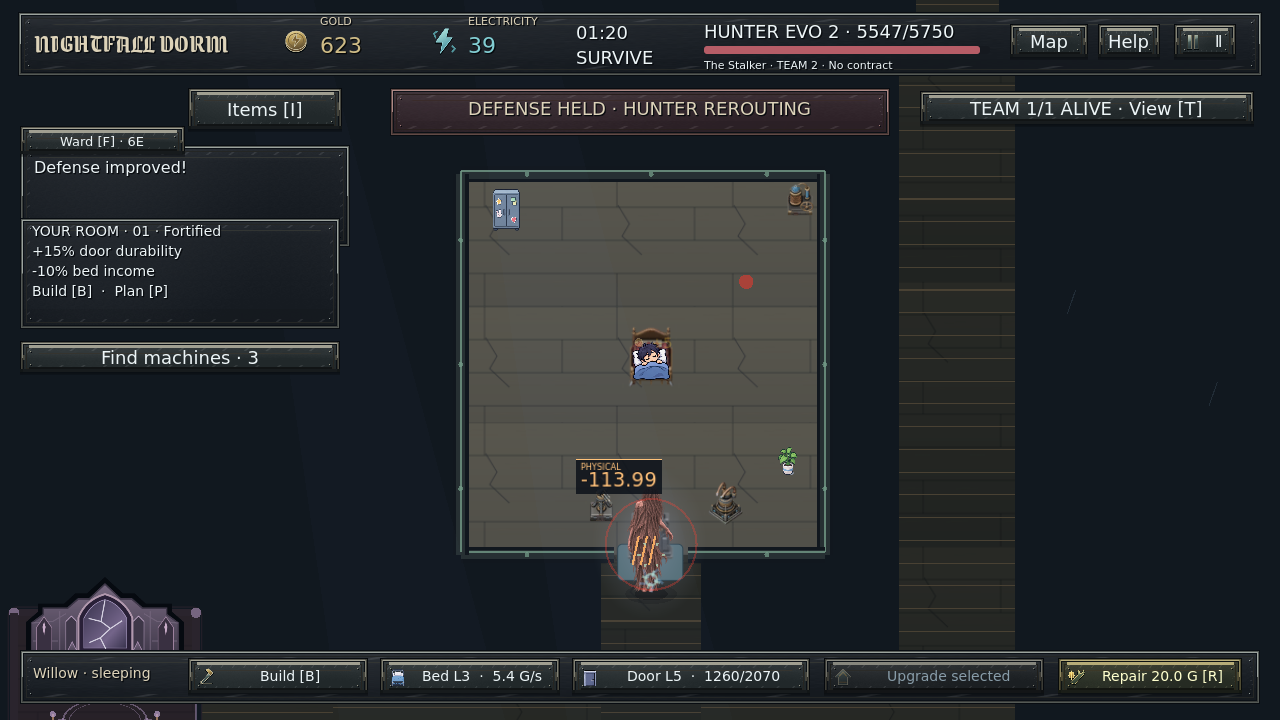 NIGHTFALL DORM
GOLD
623
ELECTRICITY
39
01:20
SURVIVE
HUNTER EVO 2 · 5547/5750
The Stalker · TEAM 2 · No contract
Map
Help
II
Items [I]
DEFENSE HELD · HUNTER REROUTING
TEAM 1/1 ALIVE · View [T]
Ward [F] · 6E
Defense improved!
YOUR ROOM · 01 · Fortified
+15% door durability
-10% bed income
Build [B] · Plan [P]
Find machines · 3
PHYSICAL
-113.99
Willow · sleeping
Build [B]
Bed L3 · 5.4 G/s
Door L5 · 1260/2070
Upgrade selected
Repair 20.0 G [R]